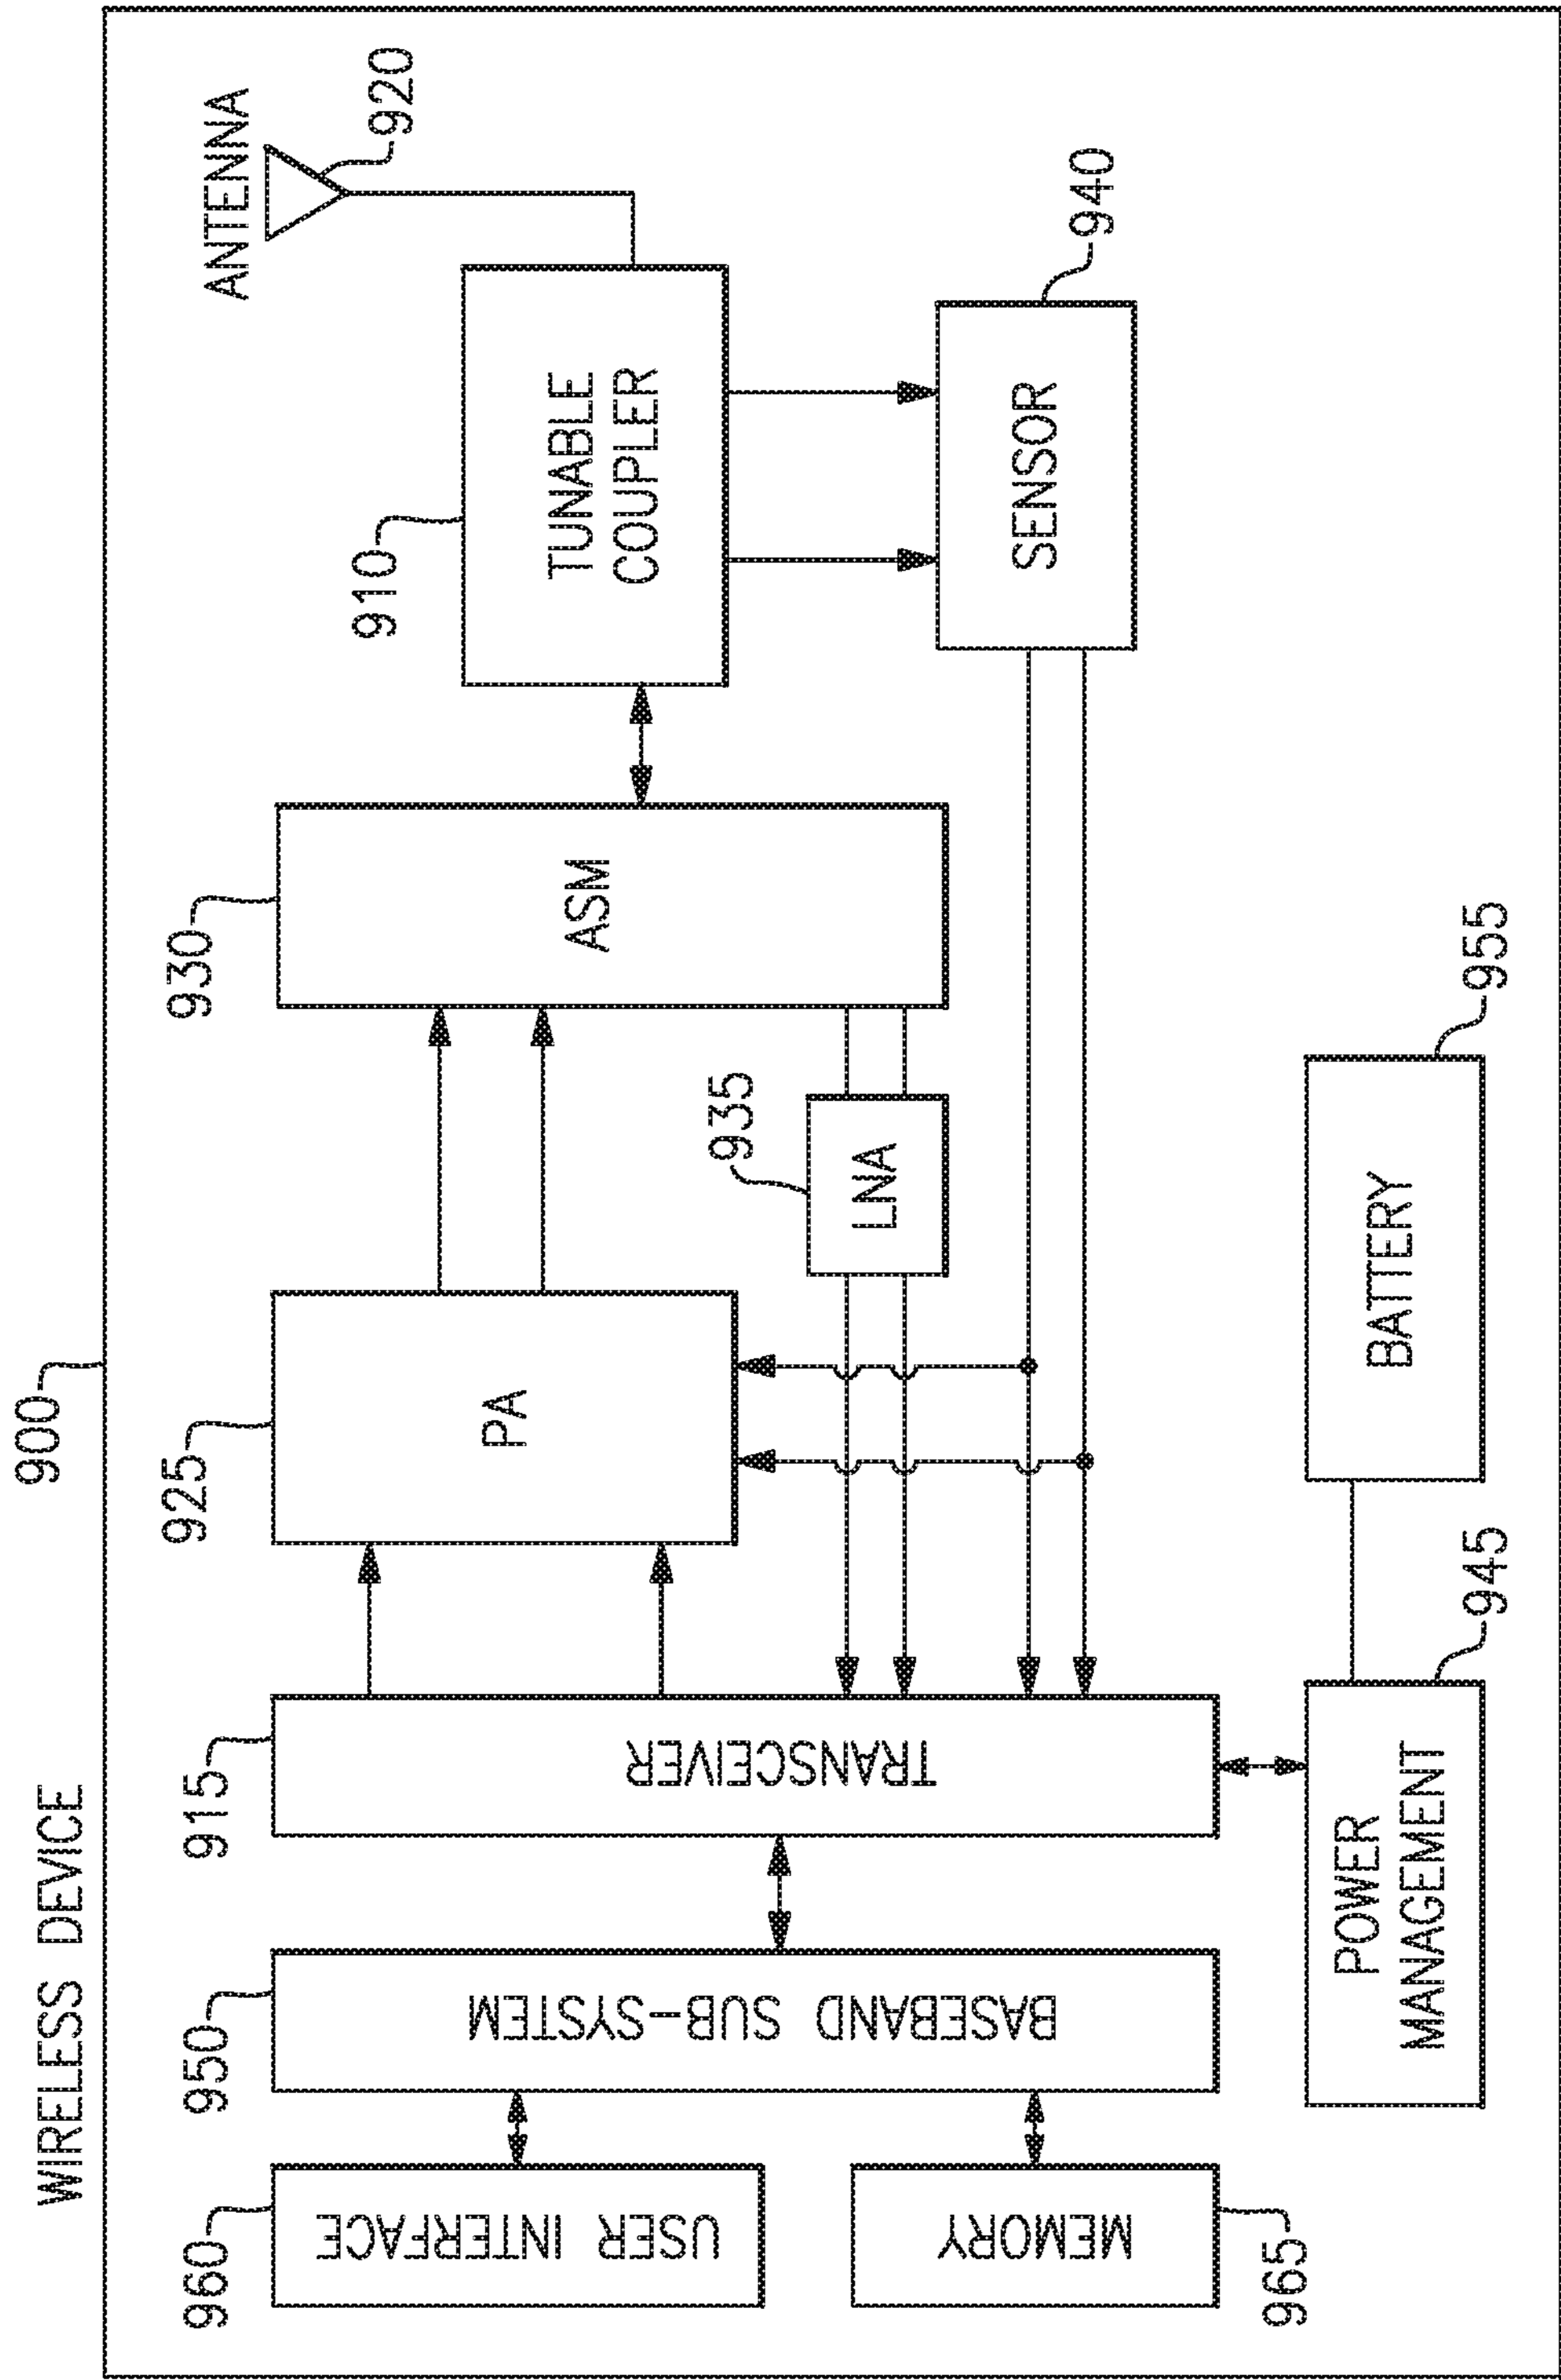 WIRELESS DEVICE
900
ANTENNA
920
960
USER INTERFACE
950
BASEBAND SUB-SYSTEM
915
TRANSCEIVER
925
PA
930
ASM
910
TUNABLE
COUPLER
935
LNA
SENSOR
940
MEMORY
965
POWER
MANAGEMENT
945
BATTERY
955